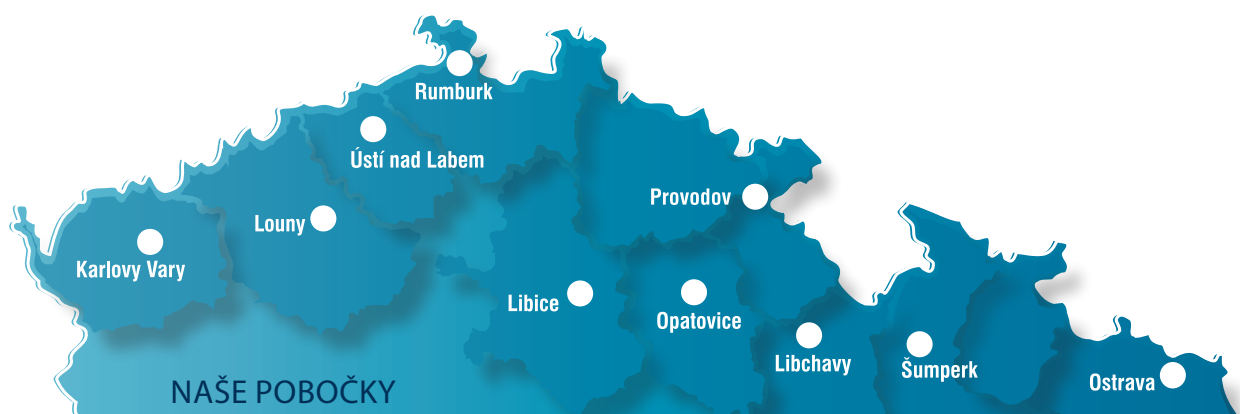 Rumburk
Ústí nad Labem
Provodov
Louny
Karlovy Vary
Libice
Opatovice
Libchavy
Šumperk
Ostrava
NAŠE POBOČKY